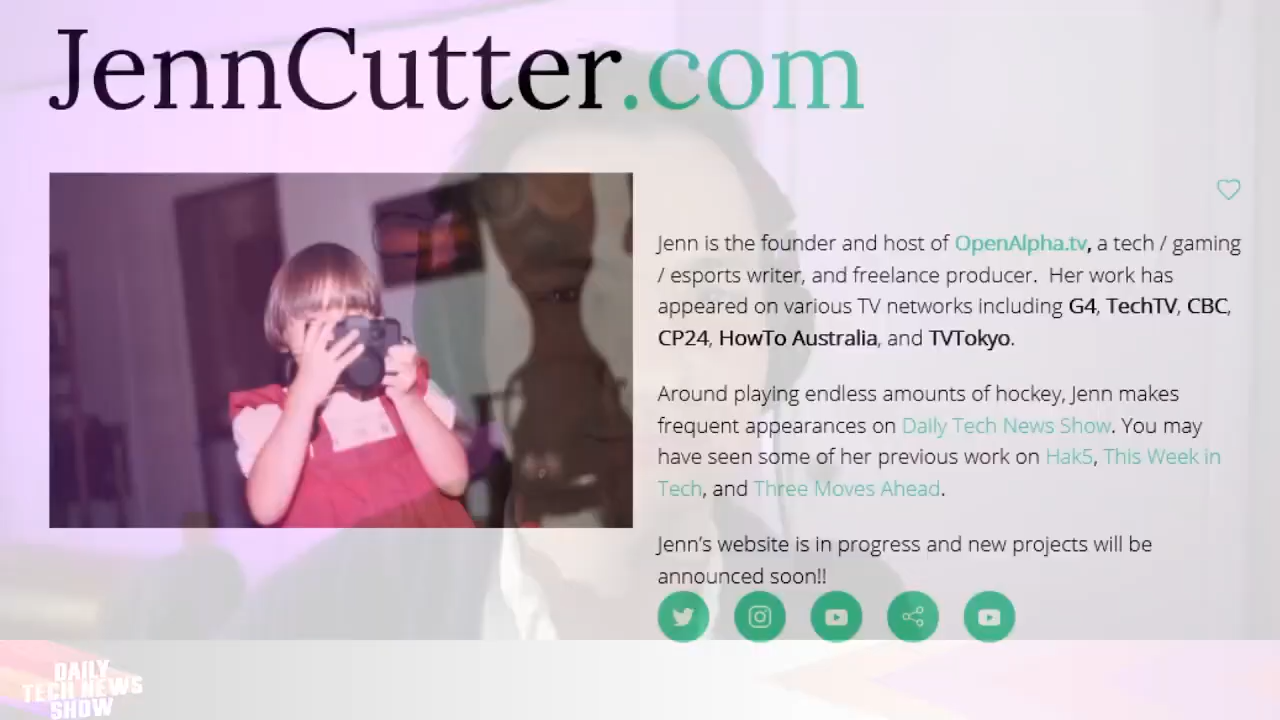 JennCutter.com
Jenn is the founder and host of OpenAlpha.tv, a tech / gaming
/ esports writer, and freelance producer.  Her work has
appeared on various TV networks including G4, TechTV, CBC,
CP24, HowTo Australia, and TVTokyo.
Around playing endless amounts of hockey, Jenn makes
frequent appearances on Daily Tech News Show. You may
have seen some of her previous work on Hak5, This Week in
Tech, and Three Moves Ahead.
Jenn's website is in progress and new projects will be
announced soon!!
DAILY
TECH NEWS
SHOW